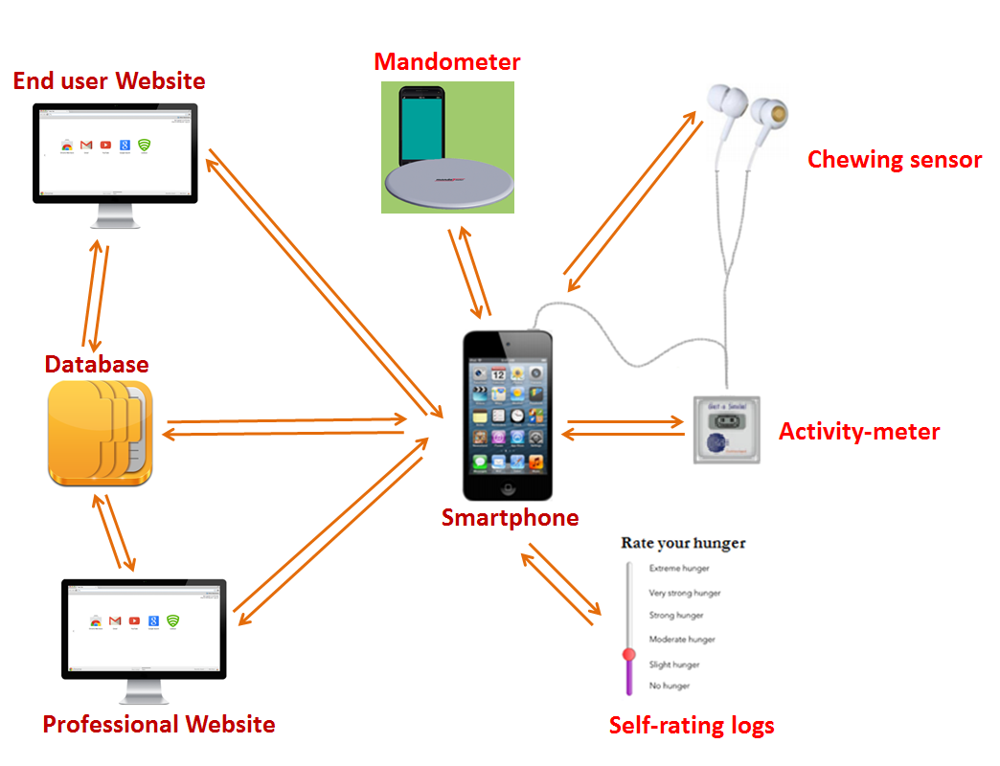 Mandometer
End user Website
Chewing sensor
Database
Activity-meter
Smartphone
Rate your hunger
Extreme hunger
Very strong hunger
Strong hunger
Moderate hunger
Slight hunger
No hunger
Professional Website
Self-rating logs